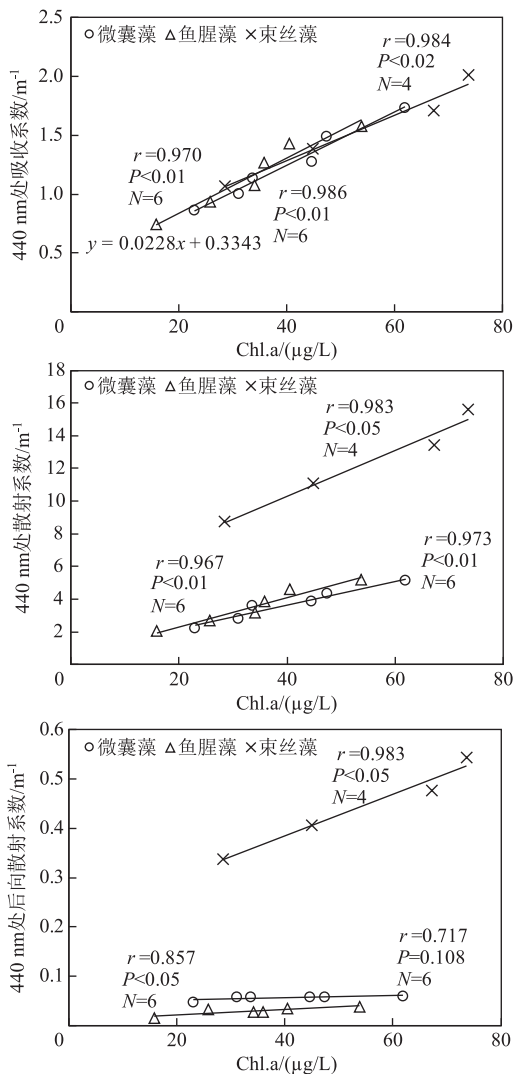 ○微囊藻 △鱼腥藻 ×束丝藻
r=0.984
P<0.02
N=4
r=0.970
P<0.01
N=6
r=0.986
P<0.01
N=6
y = 0.0228x + 0.3343
440 nm处吸收系数/m⁻¹
2.5
2.0
1.5
1.0
0.5
0
20
40
60
80
Chl.a/(μg/L)
○微囊藻 △鱼腥藻 ×束丝藻
r=0.983
P<0.05
N=4
r=0.967
P<0.01
N=6
r=0.973
P<0.01
N=6
440 nm处散射系数/m⁻¹
18
16
14
12
10
8
6
4
2
0
20
40
60
80
Chl.a/(μg/L)
○微囊藻 △鱼腥藻 ×束丝藻
r=0.983
P<0.05
N=4
r=0.857
P<0.05
N=6
r=0.717
P=0.108
N=6
440 nm处后向散射系数/m⁻¹
0.6
0.5
0.4
0.3
0.2
0.1
0
20
40
60
80
Chl.a/(μg/L)